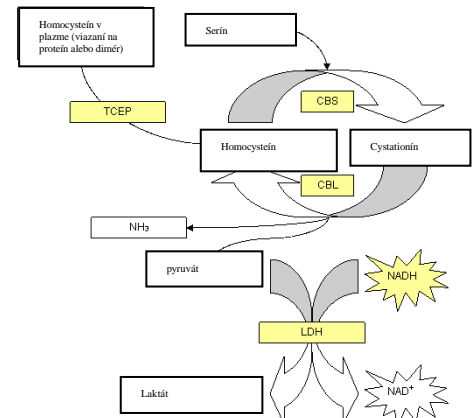 Homocysteín v
plazme (viazaní na
proteín alebo dimér)
Serín
TCEP
CBS
Homocysteín
Cystationín
CBL
NH₃
pyruvát
NADH
LDH
Laktát
NAD⁺